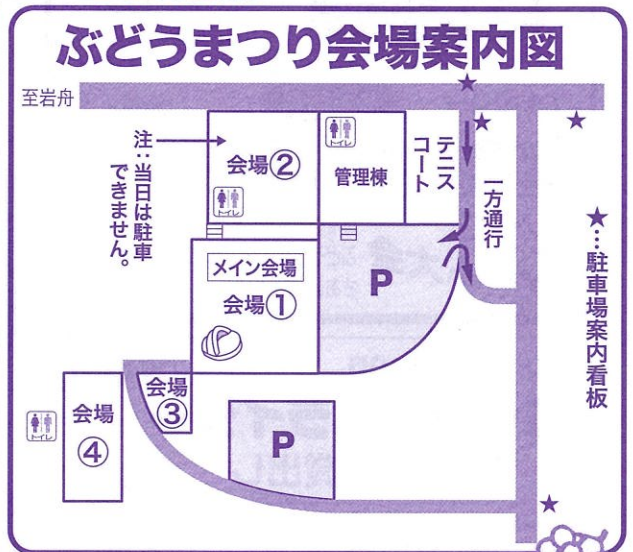 ぶどうまつり会場案内図
至岩舟
注：当日は駐車
できません。
会場②
トイレ
トイレ
管理棟
テニス
コート
一方通行
★…駐車場案内看板
メイン会場
会場①
P
会場
③
会場
④
トイレ
P